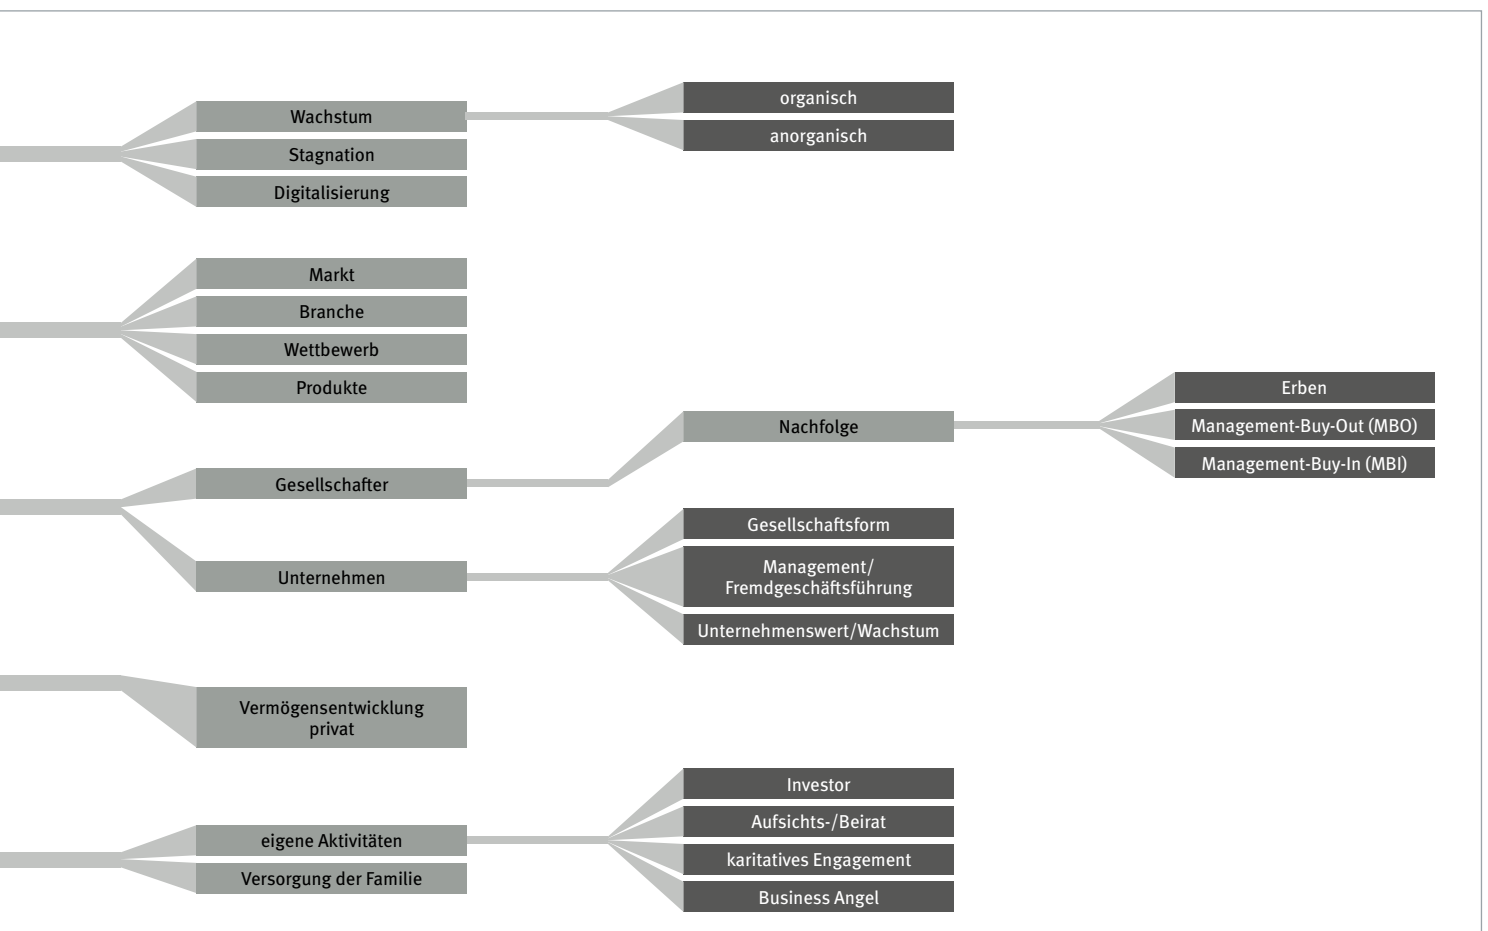 Wachstum
Stagnation
Digitalisierung
organisch
anorganisch
Markt
Branche
Wettbewerb
Produkte
Gesellschafter
Unternehmen
Nachfolge
Erben
Management-Buy-Out (MBO)
Management-Buy-In (MBI)
Gesellschaftsform
Management/
Fremdgeschäftsführung
Unternehmenswert/Wachstum
Vermögensentwicklung
privat
eigene Aktivitäten
Versorgung der Familie
Investor
Aufsichts-/Beirat
karitatives Engagement
Business Angel